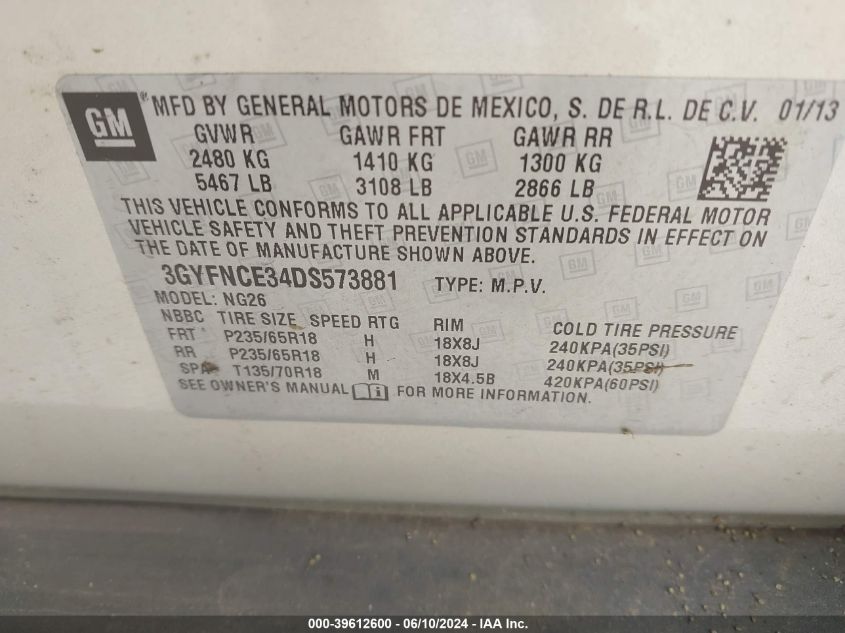 GM ® MFD BY GENERAL MOTORS DE MEXICO, S. DE R.L. DE C.V. 01/13
GVWR GAWR FRT GAWR RR
2480 KG 1410 KG 1300 KG
5467 LB 3108 LB 2866 LB
THIS VEHICLE CONFORMS TO ALL APPLICABLE U.S. FEDERAL MOTOR
VEHICLE SAFETY AND THEFT PREVENTION STANDARDS IN EFFECT ON
THE DATE OF MANUFACTURE SHOWN ABOVE.
3GYFNCE34DS573881 TYPE: M.P.V.
MODEL: NG26
NBBC TIRE SIZE SPEED RTG RIM COLD TIRE PRESSURE
FRT P235/65R18 H 18X8J 240KPA(35PSI)
RR P235/65R18 H 18X8J 240KPA(35PSI)
SPA T135/70R18 M 18X4.5B 420KPA(60PSI)
SEE OWNER'S MANUAL i FOR MORE INFORMATION.
000-39612600 - 06/10/2024 - IAA Inc.